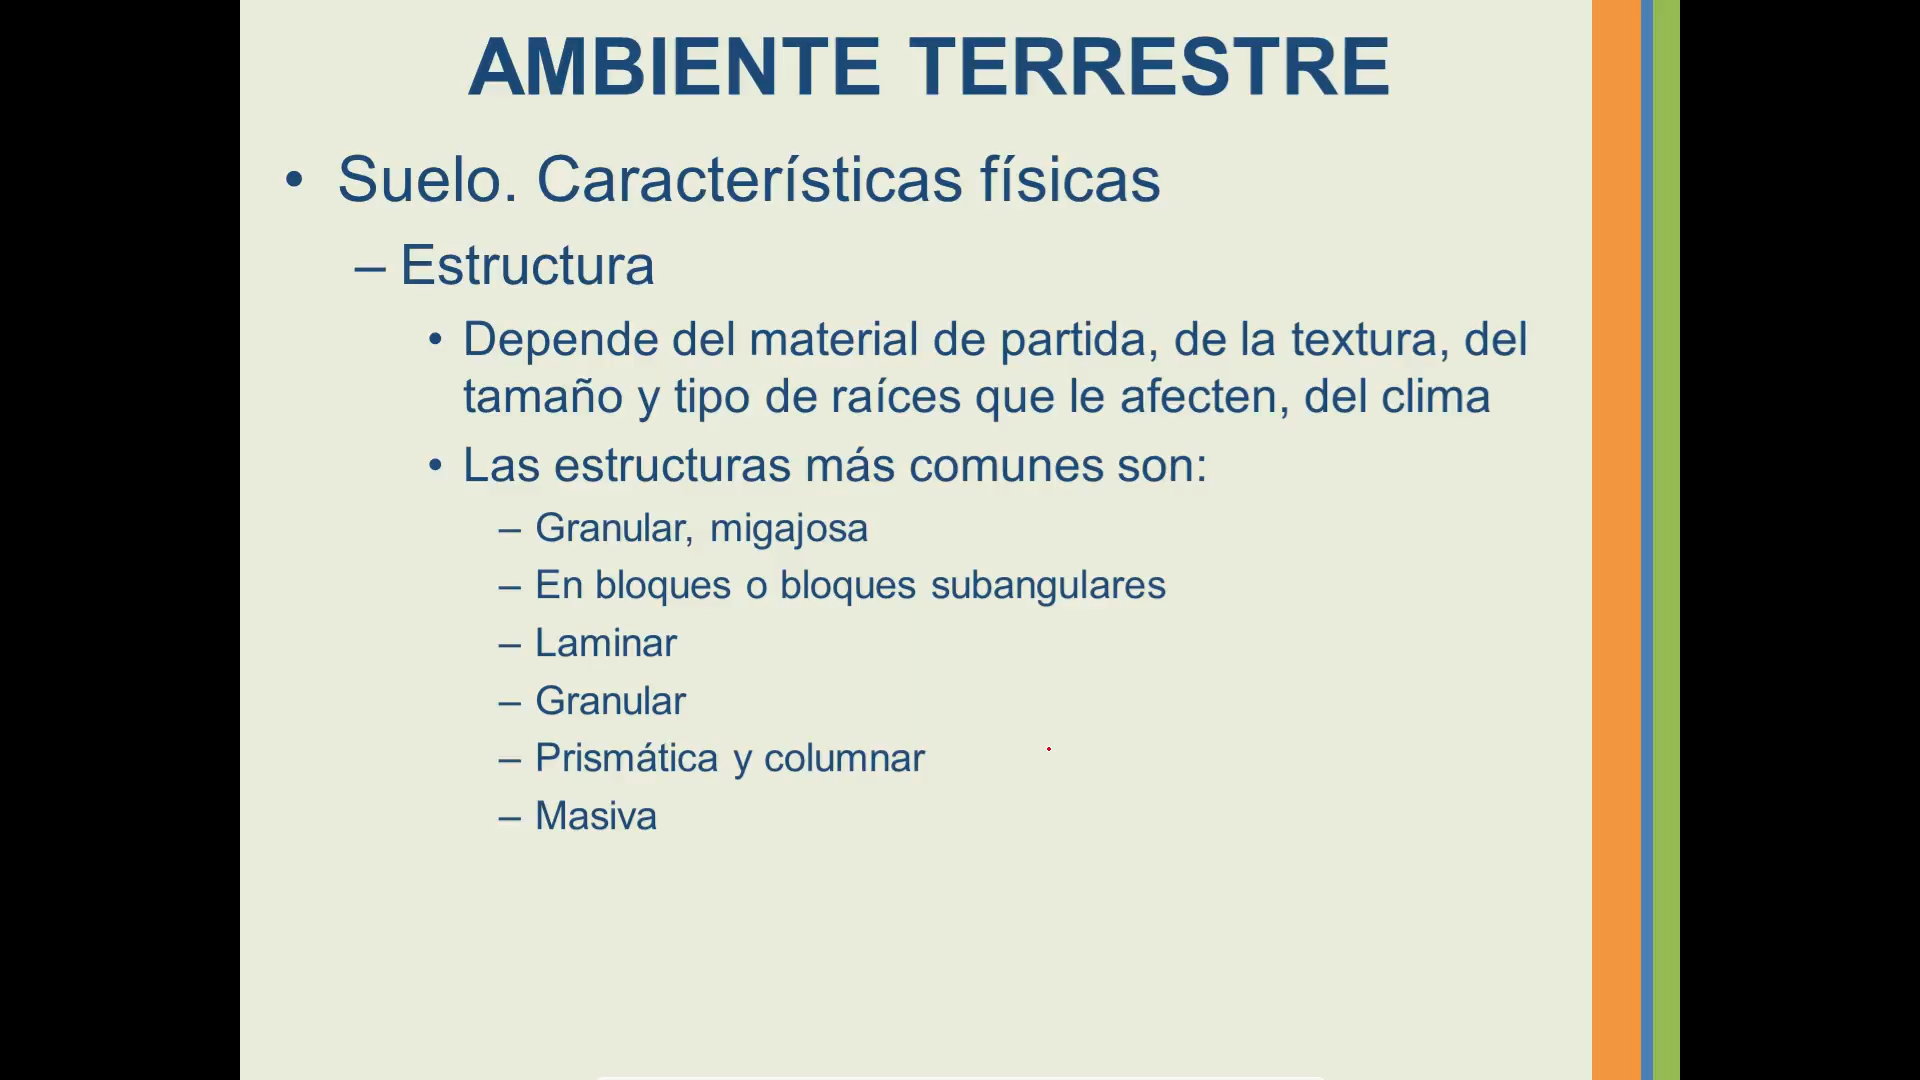 AMBIENTE TERRESTRE
• Suelo. Características físicas
– Estructura
• Depende del material de partida, de la textura, del
tamaño y tipo de raíces que le afecten, del clima
• Las estructuras más comunes son:
– Granular, migajosa
– En bloques o bloques subangulares
– Laminar
– Granular
– Prismática y columnar
– Masiva